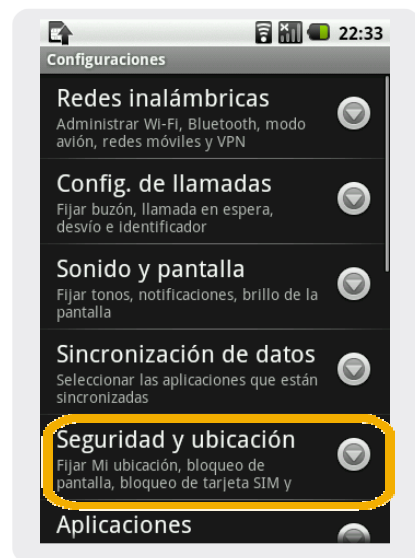 22:33
Configuraciones
Redes inalámbricas
Administrar Wi-Fi, Bluetooth, modo
avión, redes móviles y VPN
Config. de llamadas
Fijar buzón, llamada en espera,
desvío e identificador
Sonido y pantalla
Fijar tonos, notificaciones, brillo de la
pantalla
Sincronización de datos
Seleccionar las aplicaciones que están
sincronizadas
Seguridad y ubicación
Fijar Mi ubicación, bloqueo de
pantalla, bloqueo de tarjeta SIM y
Aplicaciones